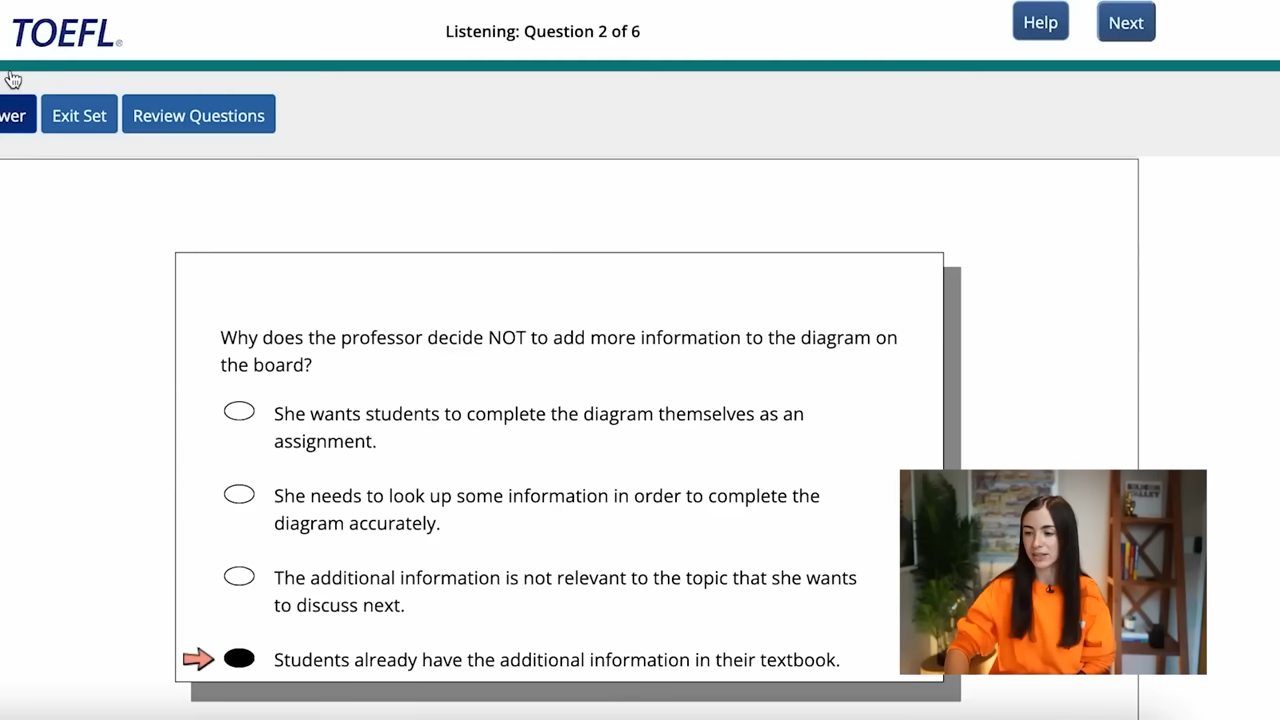 TOEFL®
Listening: Question 2 of 6
Help
Next
wer
Exit Set
Review Questions
Why does the professor decide NOT to add more information to the diagram on
the board?
She wants students to complete the diagram themselves as an
assignment.
She needs to look up some information in order to complete the
diagram accurately.
The additional information is not relevant to the topic that she wants
to discuss next.
Students already have the additional information in their textbook.
SILICON
VALLEY